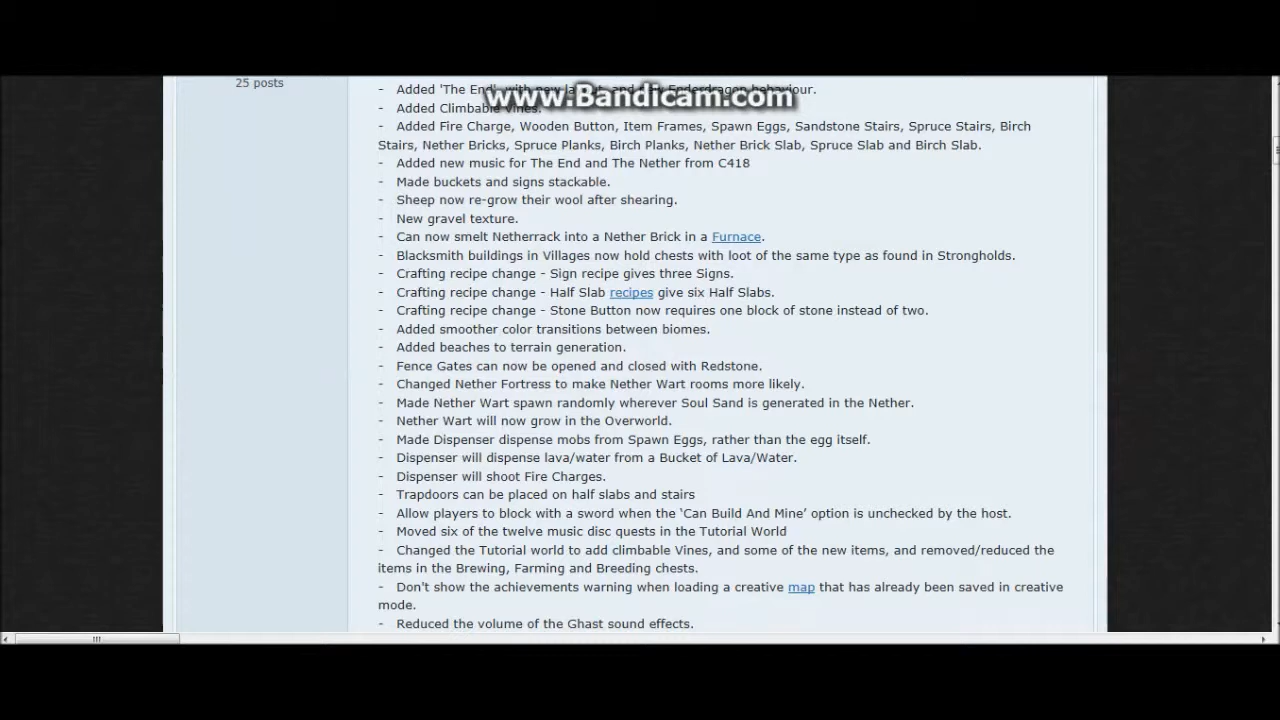 25 posts
- Added 'The End', with new layout, and new Enderdragon behaviour.
www.Bandicam.com
- Added Climbable Vines.
- Added Fire Charge, Wooden Button, Item Frames, Spawn Eggs, Sandstone Stairs, Spruce Stairs, Birch
Stairs, Nether Bricks, Spruce Planks, Birch Planks, Nether Brick Slab, Spruce Slab and Birch Slab.
- Added new music for The End and The Nether from C418
- Made buckets and signs stackable.
- Sheep now re-grow their wool after shearing.
- New gravel texture.
- Can now smelt Netherrack into a Nether Brick in a Furnace.
- Blacksmith buildings in Villages now hold chests with loot of the same type as found in Strongholds.
- Crafting recipe change - Sign recipe gives three Signs.
- Crafting recipe change - Half Slab recipes give six Half Slabs.
- Crafting recipe change - Stone Button now requires one block of stone instead of two.
- Added smoother color transitions between biomes.
- Added beaches to terrain generation.
- Fence Gates can now be opened and closed with Redstone.
- Changed Nether Fortress to make Nether Wart rooms more likely.
- Made Nether Wart spawn randomly wherever Soul Sand is generated in the Nether.
- Nether Wart will now grow in the Overworld.
- Made Dispenser dispense mobs from Spawn Eggs, rather than the egg itself.
- Dispenser will dispense lava/water from a Bucket of Lava/Water.
- Dispenser will shoot Fire Charges.
- Trapdoors can be placed on half slabs and stairs
- Allow players to block with a sword when the ‘Can Build And Mine’ option is unchecked by the host.
- Moved six of the twelve music disc quests in the Tutorial World
- Changed the Tutorial world to add climbable Vines, and some of the new items, and removed/reduced the
items in the Brewing, Farming and Breeding chests.
- Don't show the achievements warning when loading a creative map that has already been saved in creative
mode.
- Reduced the volume of the Ghast sound effects.